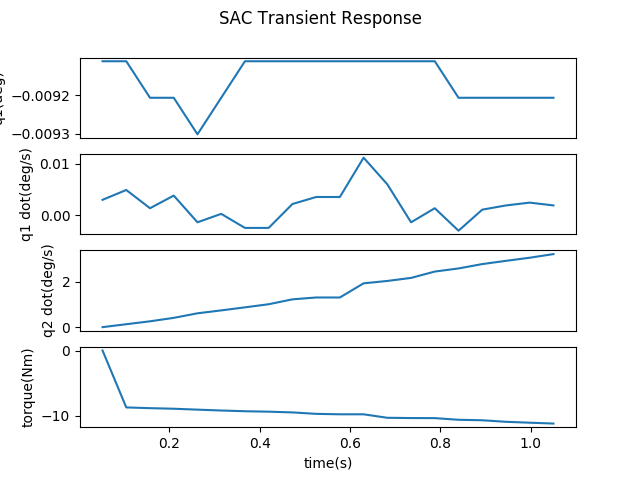 SAC Transient Response
q1(deg)
−0.0092
−0.0093
q1 dot(deg/s)
0.01
0.00
q2 dot(deg/s)
2
0
torque(Nm)
0
−10
0.2 0.4 0.6 0.8 1.0
time(s)